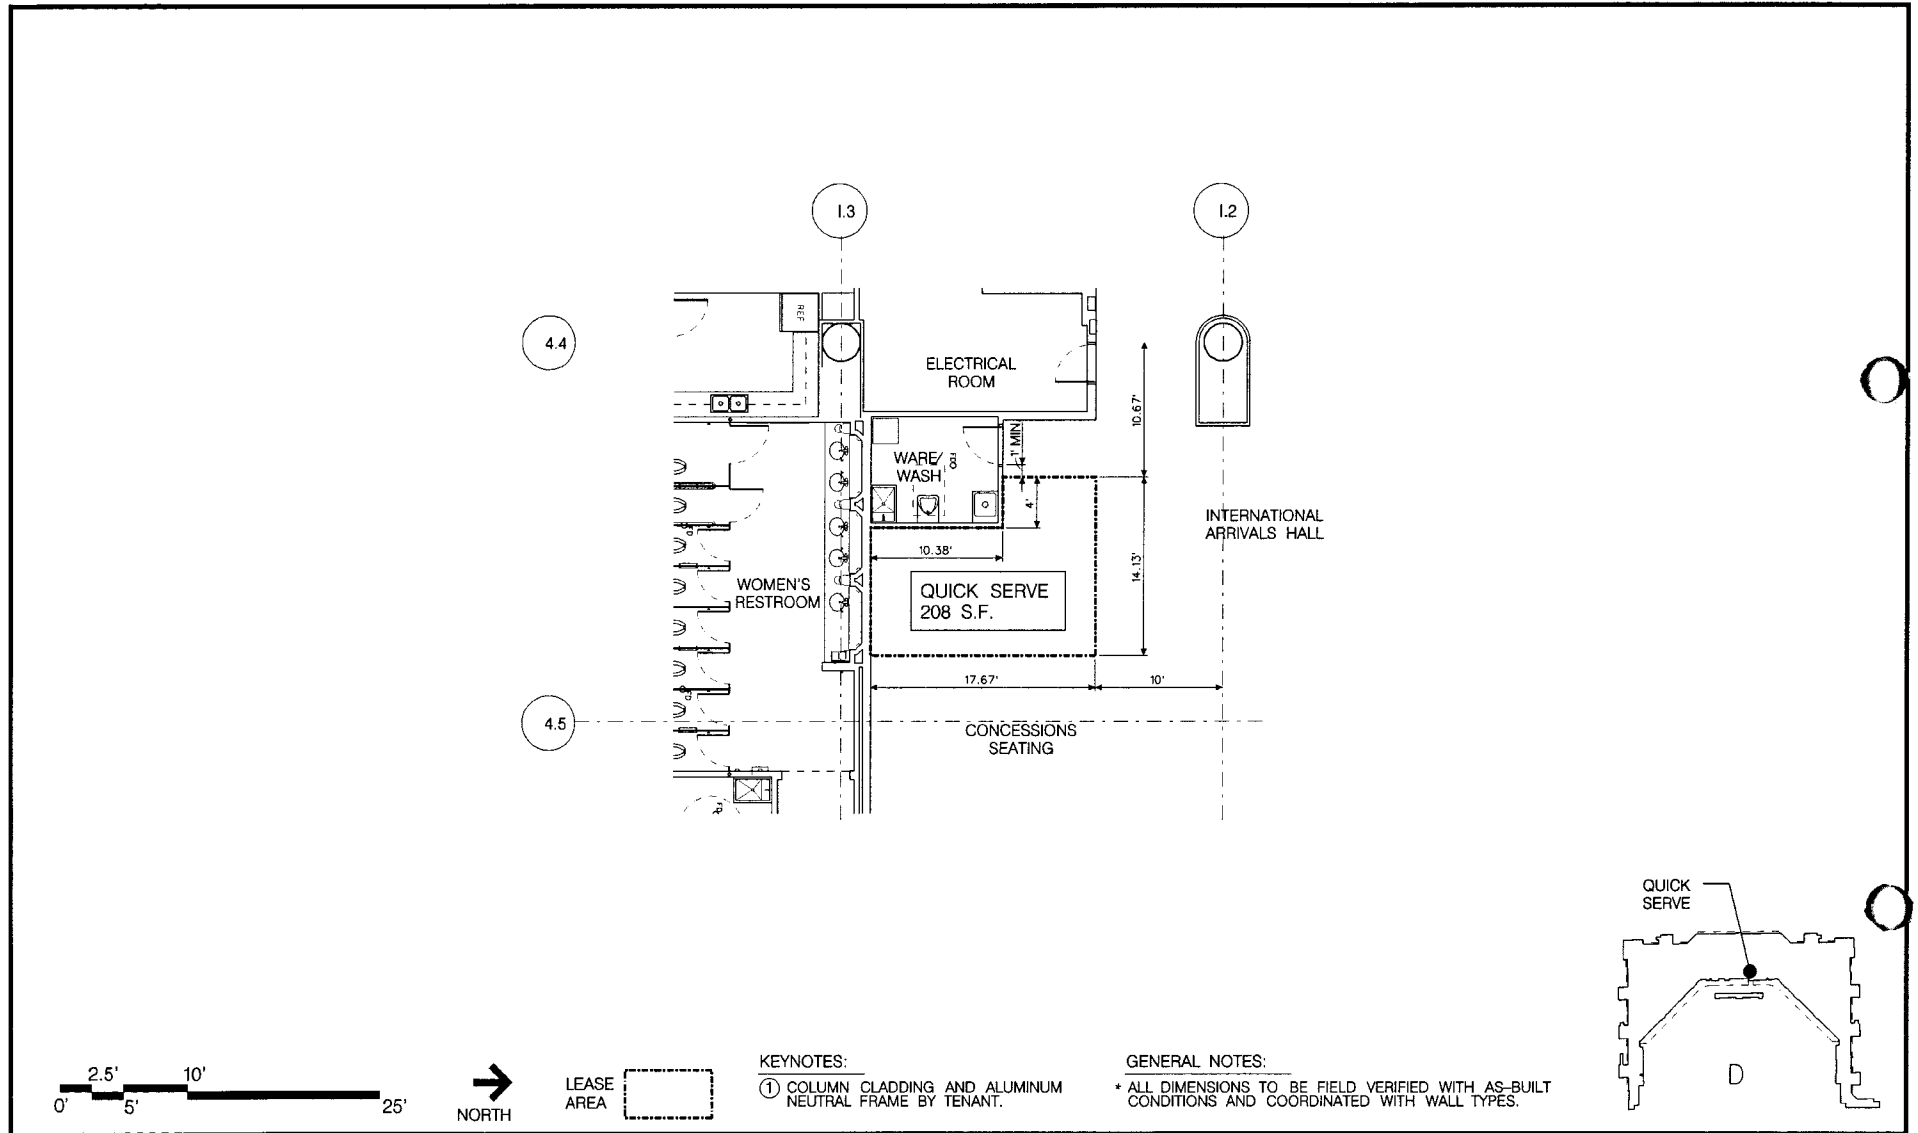 I.3
I.2
REF
4.4
ELECTRICAL
ROOM
10.67'
1' MIN
WARE/
WASH
4'
INTERNATIONAL
ARRIVALS HALL
10.38'
14.13'
WOMEN'S
RESTROOM
QUICK SERVE
208 S.F.
17.67'
10'
4.5
CONCESSIONS
SEATING
QUICK
SERVE
D
2.5'
10'
0'
5'
25'
NORTH
LEASE
AREA
KEYNOTES:
1 COLUMN CLADDING AND ALUMINUM
NEUTRAL FRAME BY TENANT.
GENERAL NOTES:
* ALL DIMENSIONS TO BE FIELD VERIFIED WITH AS-BUILT
CONDITIONS AND COORDINATED WITH WALL TYPES.